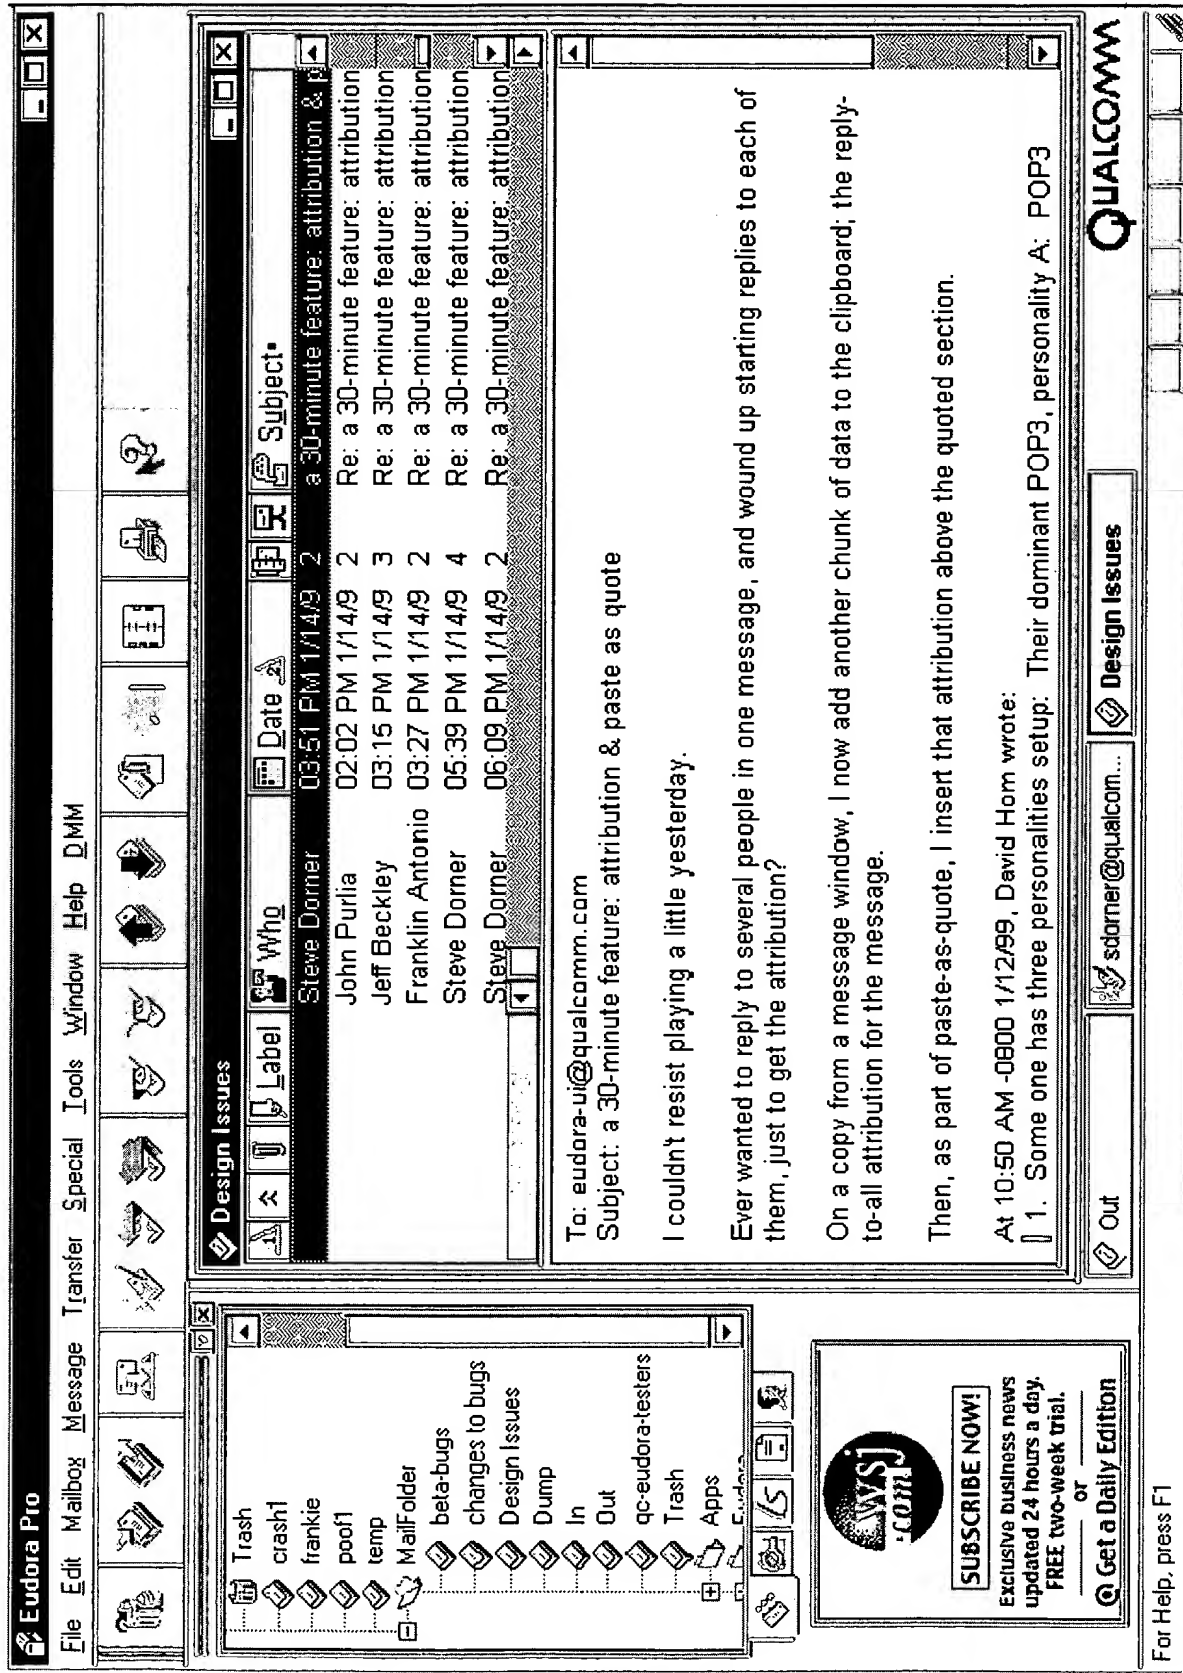 Eudora Pro
File Edit Mailbox Message Transfer Special Tools Window Help DMM
Trash
crash1
frankie
poof1
temp
MailFolder
beta-bugs
changes to bugs
Design Issues
Dump
In
Out
qc-eudora-testers
Trash
Apps
Eudora
wsj
.com
SUBSCRIBE NOW!
Exclusive business news
updated 24 hours a day.
FREE two-week trial.
or
@ Get a Daily Edition
Design Issues
Label Who Date Subject
Steve Dorner 03:51 PM 1/14/9 2 a 30-minute feature: attribution & p
John Purlia 02:02 PM 1/14/9 2 Re: a 30-minute feature: attribution
Jeff Beckley 03:15 PM 1/14/9 3 Re: a 30-minute feature: attribution
Franklin Antonio 03:27 PM 1/14/9 2 Re: a 30-minute feature: attribution
Steve Dorner 05:39 PM 1/14/9 4 Re: a 30-minute feature: attribution
Steve Dorner 06:09 PM 1/14/9 2 Re: a 30-minute feature: attribution
To: eudora-ui@qualcomm.com
Subject: a 30-minute feature: attribution & paste as quote
I couldn't resist playing a little yesterday.
Ever wanted to reply to several people in one message, and wound up starting replies to each of
them, just to get the attribution?
On a copy from a message window, I now add another chunk of data to the clipboard; the reply-
to-all attribution for the message.
Then, as part of paste-as-quote, I insert that attribution above the quoted section.
At 10:50 AM -0800 1/12/99, David Hom wrote:
1. Some one has three personalities setup: Their dominant POP3, personality A: POP3
Out
sdorner@qualcom...
Design Issues
QUALCOMM
For Help, press F1